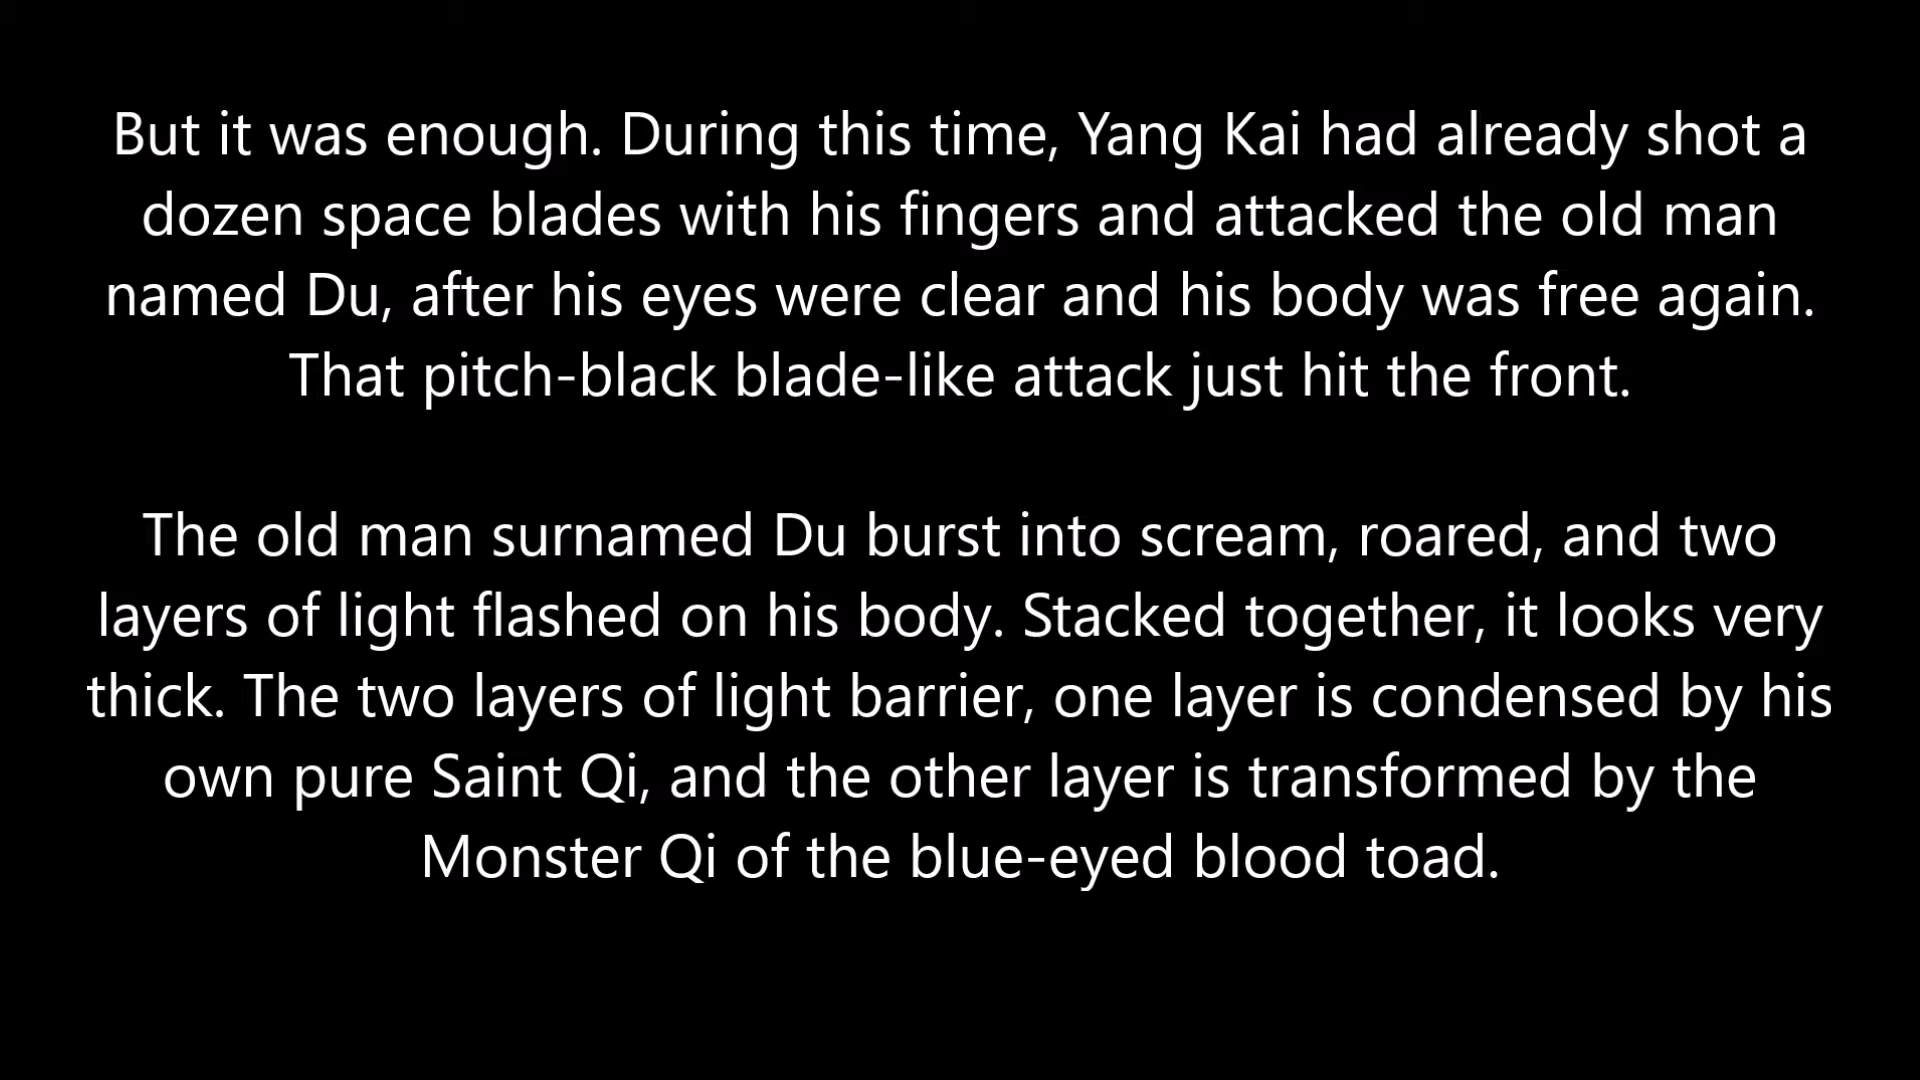 But it was enough. During this time, Yang Kai had already shot a
dozen space blades with his fingers and attacked the old man
named Du, after his eyes were clear and his body was free again.
That pitch-black blade-like attack just hit the front.
The old man surnamed Du burst into scream, roared, and two
layers of light flashed on his body. Stacked together, it looks very
thick. The two layers of light barrier, one layer is condensed by his
own pure Saint Qi, and the other layer is transformed by the
Monster Qi of the blue-eyed blood toad.